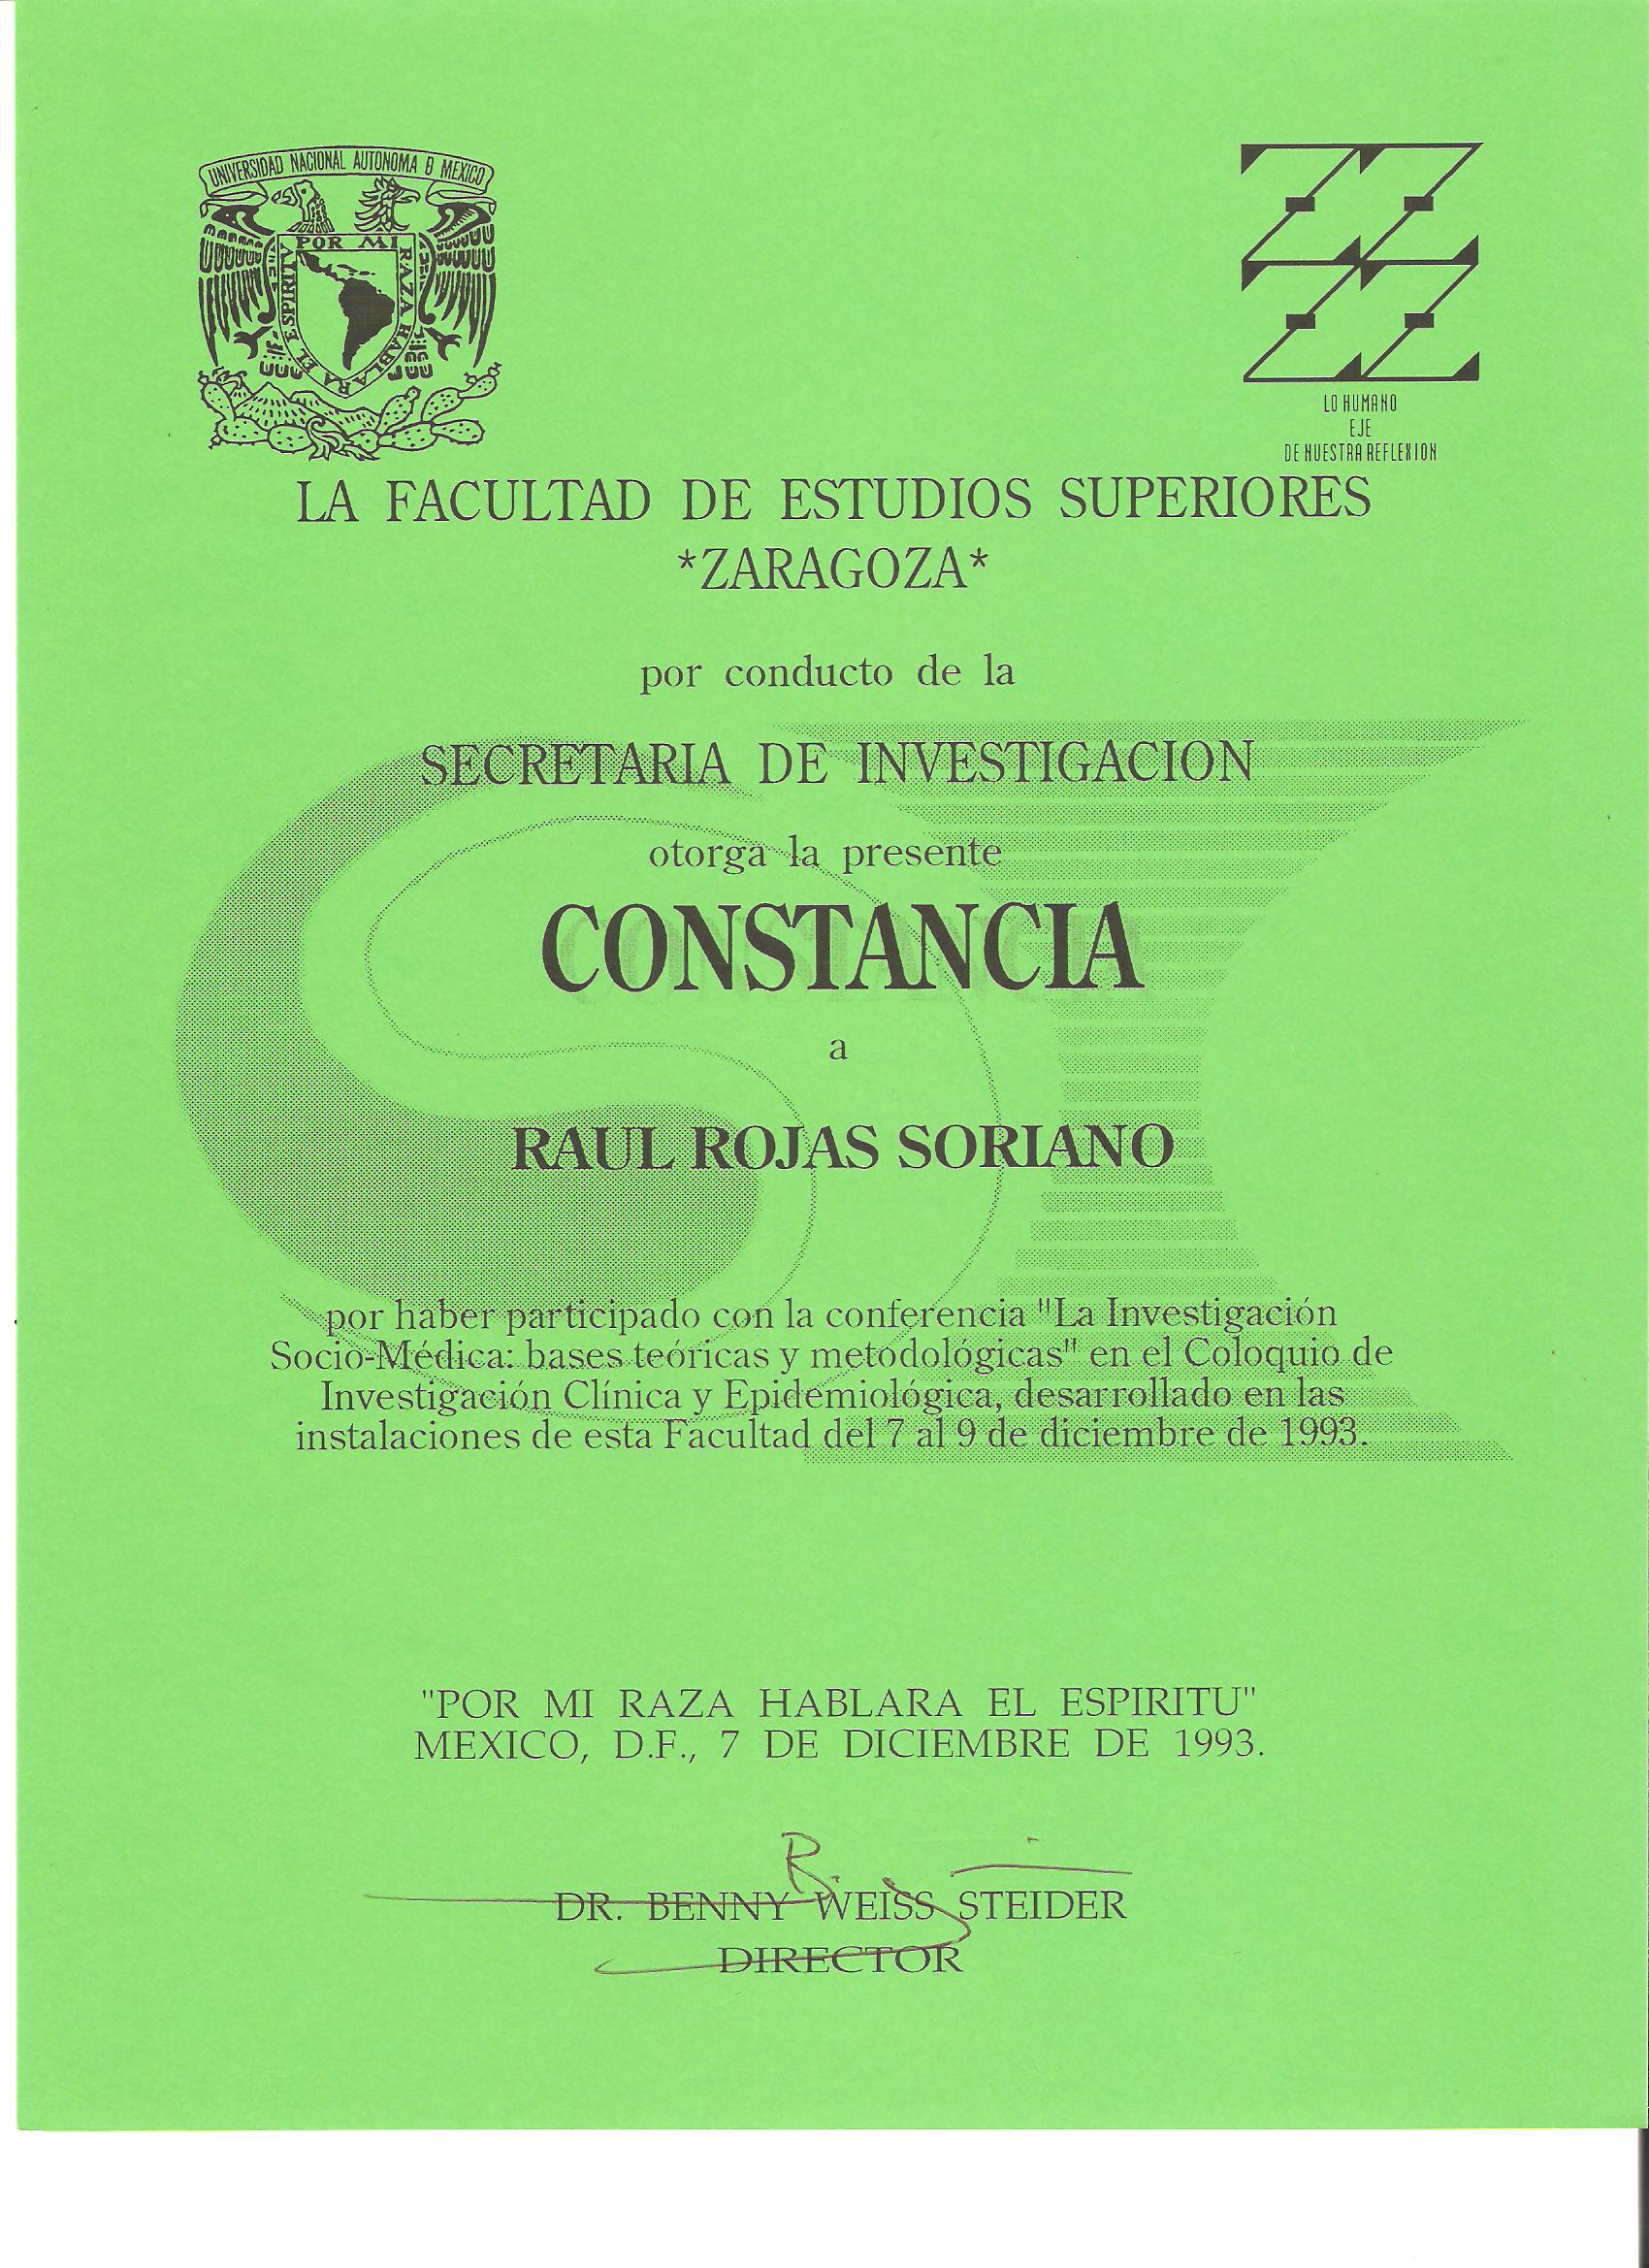 UNIVERSIDAD NACIONAL AUTONOMA D MEXICO
POR MI RAZA HABLARA EL ESPIRITU
LO HUMANO
EJE
DE NUESTRA REFLEXION
LA FACULTAD DE ESTUDIOS SUPERIORES
*ZARAGOZA*
por conducto de la
SECRETARIA DE INVESTIGACION
otorga la presente
CONSTANCIA
a
RAUL ROJAS SORIANO
por haber participado con la conferencia "La Investigación
Socio-Médica: bases teóricas y metodológicas" en el Coloquio de
Investigación Clínica y Epidemiológica, desarrollado en las
instalaciones de esta Facultad del 7 al 9 de diciembre de 1993.
"POR MI RAZA HABLARA EL ESPIRITU"
MEXICO, D.F., 7 DE DICIEMBRE DE 1993.
DR. BENNY WEISS STEIDER
DIRECTOR